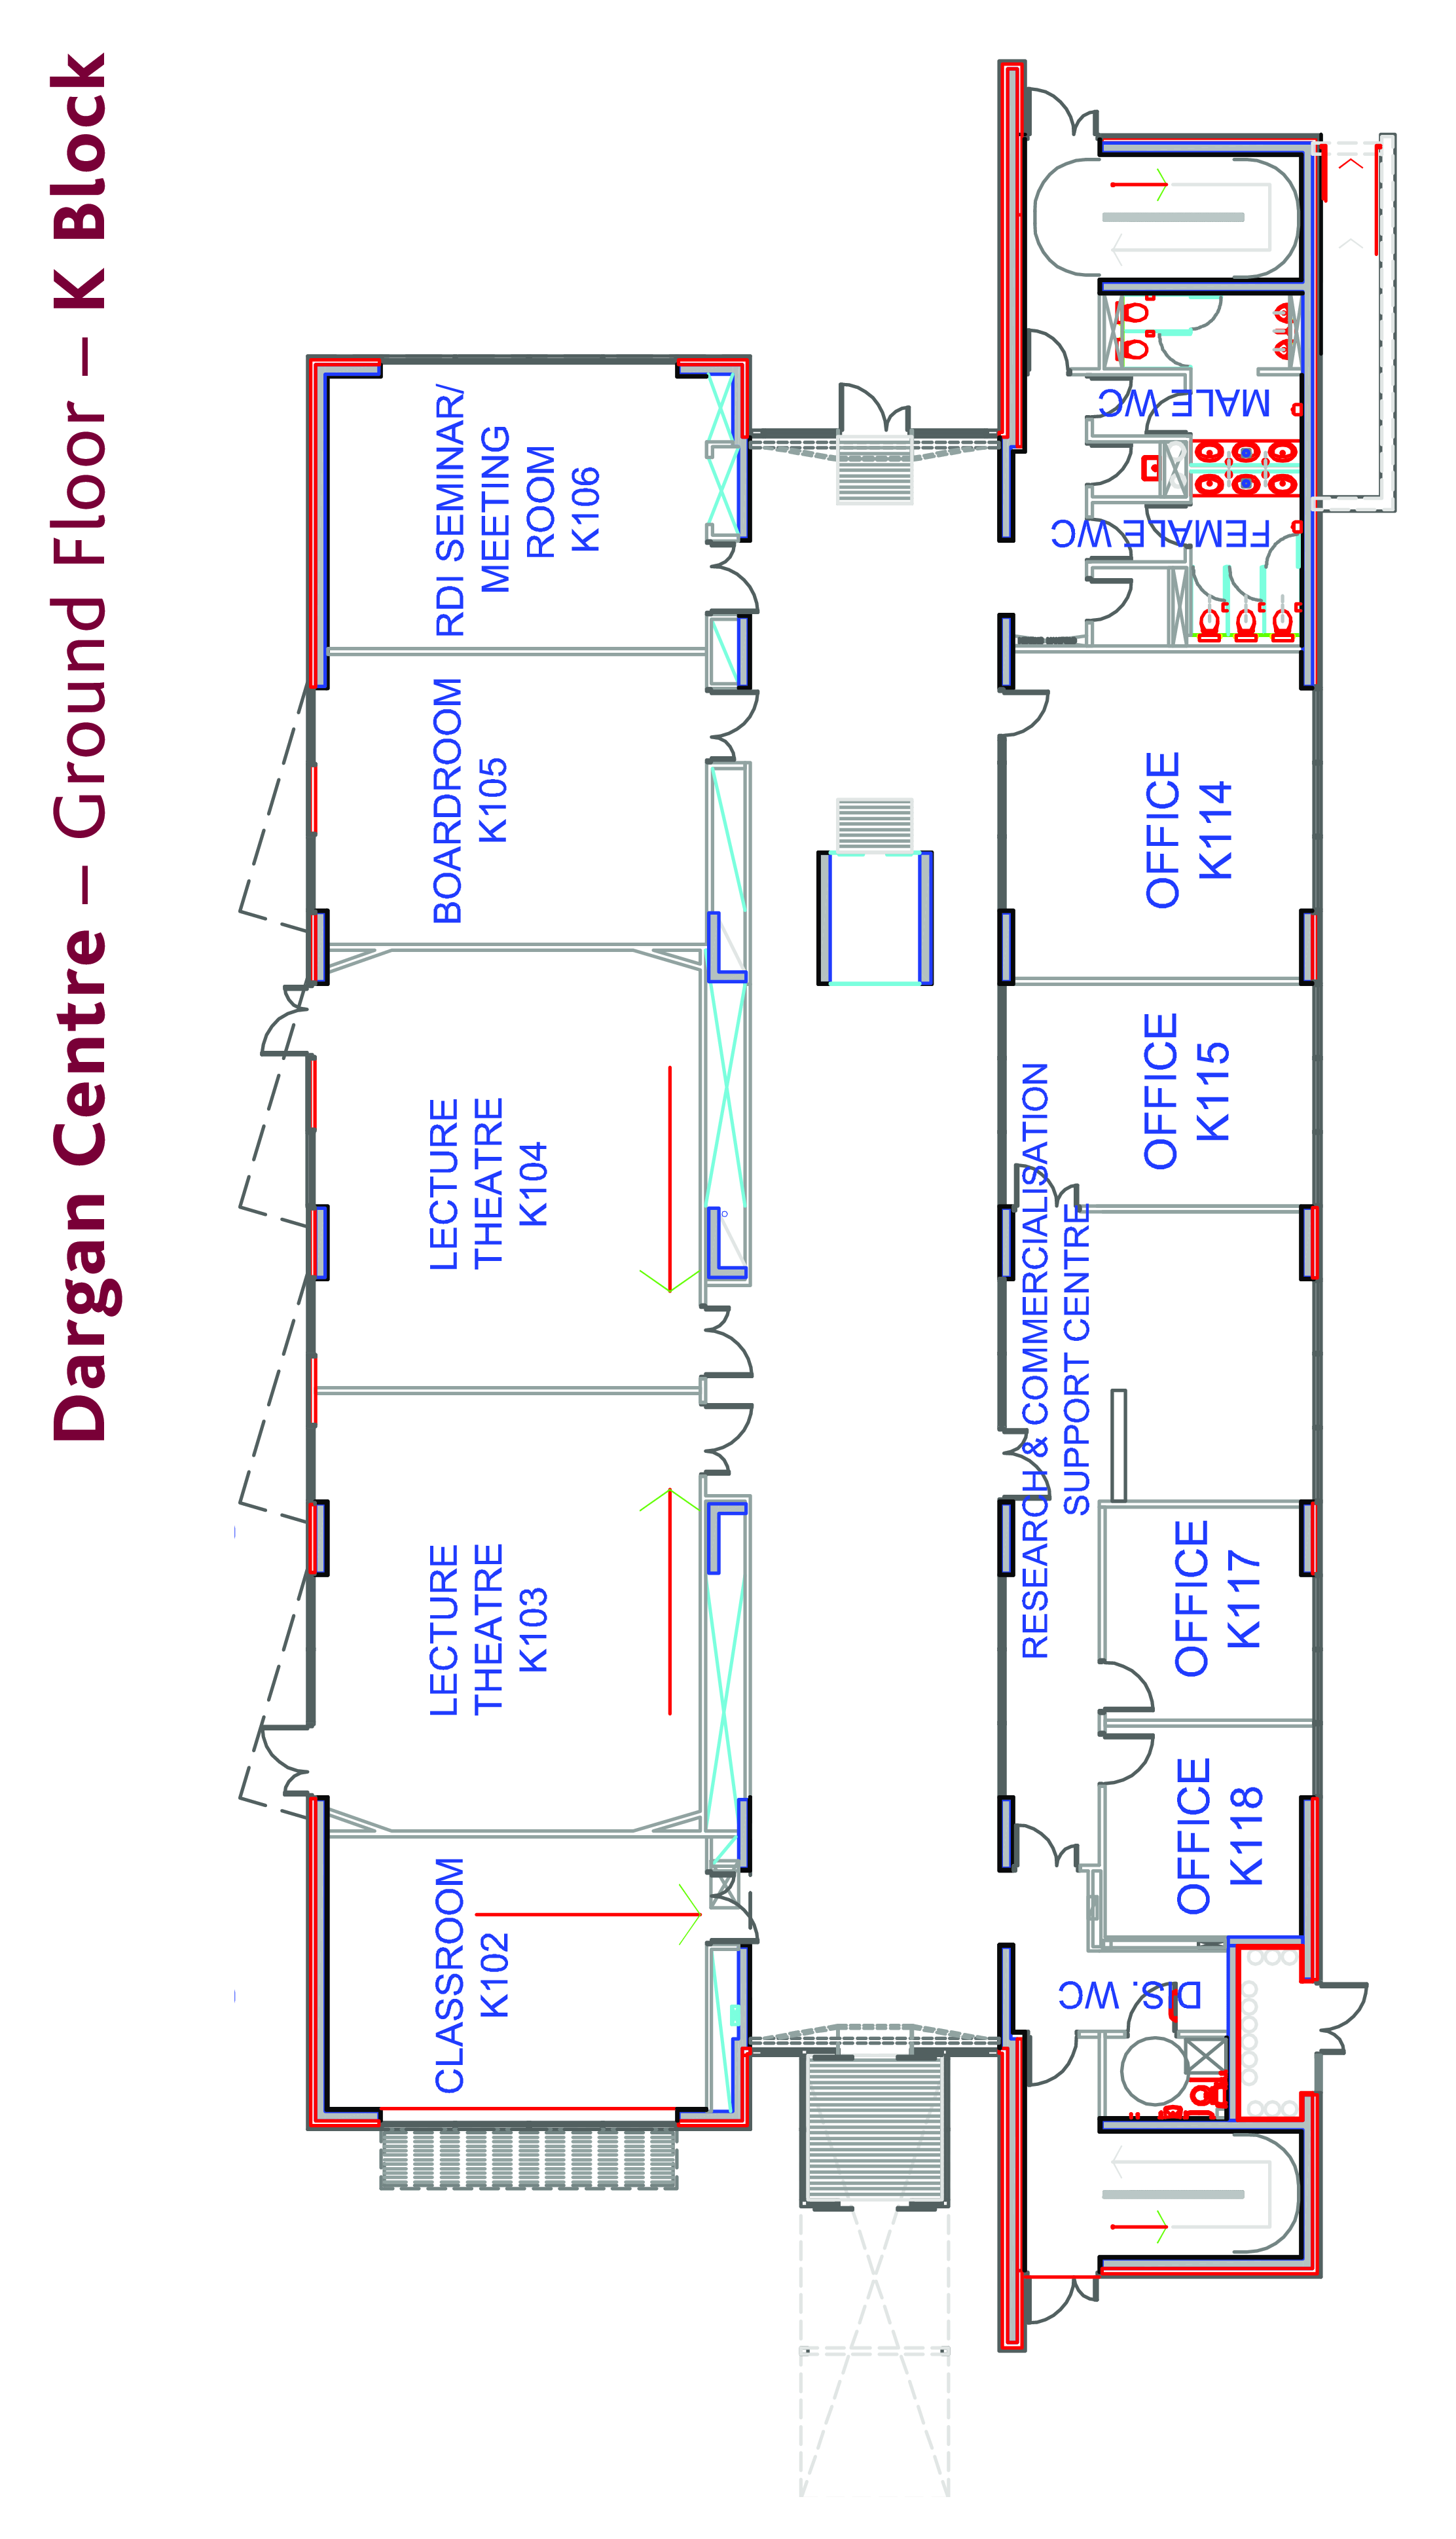 Dargan Centre – Ground Floor – K Block
RDI SEMINAR/
MEETING
ROOM
K106
BOARDROOM
K105
LECTURE
THEATRE
K104
LECTURE
THEATRE
K103
CLASSROOM
K102
MALE WC
FEMALE WC
OFFICE
K114
OFFICE
K115
RESEARCH & COMMERCIALISATION
SUPPORT CENTRE
OFFICE
K117
OFFICE
K118
DIS. WC